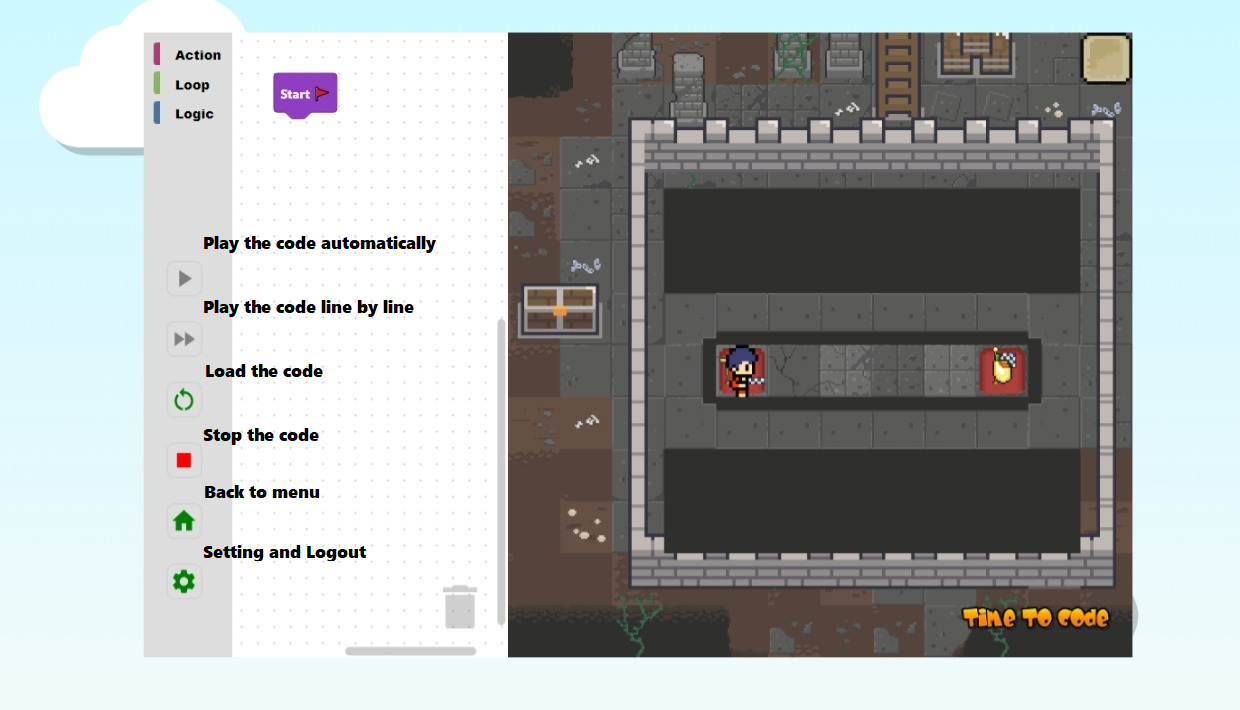 Action
Loop
Logic
Start
Play the code automatically
Play the code line by line
Load the code
Stop the code
Back to menu
Setting and Logout
Time To Code